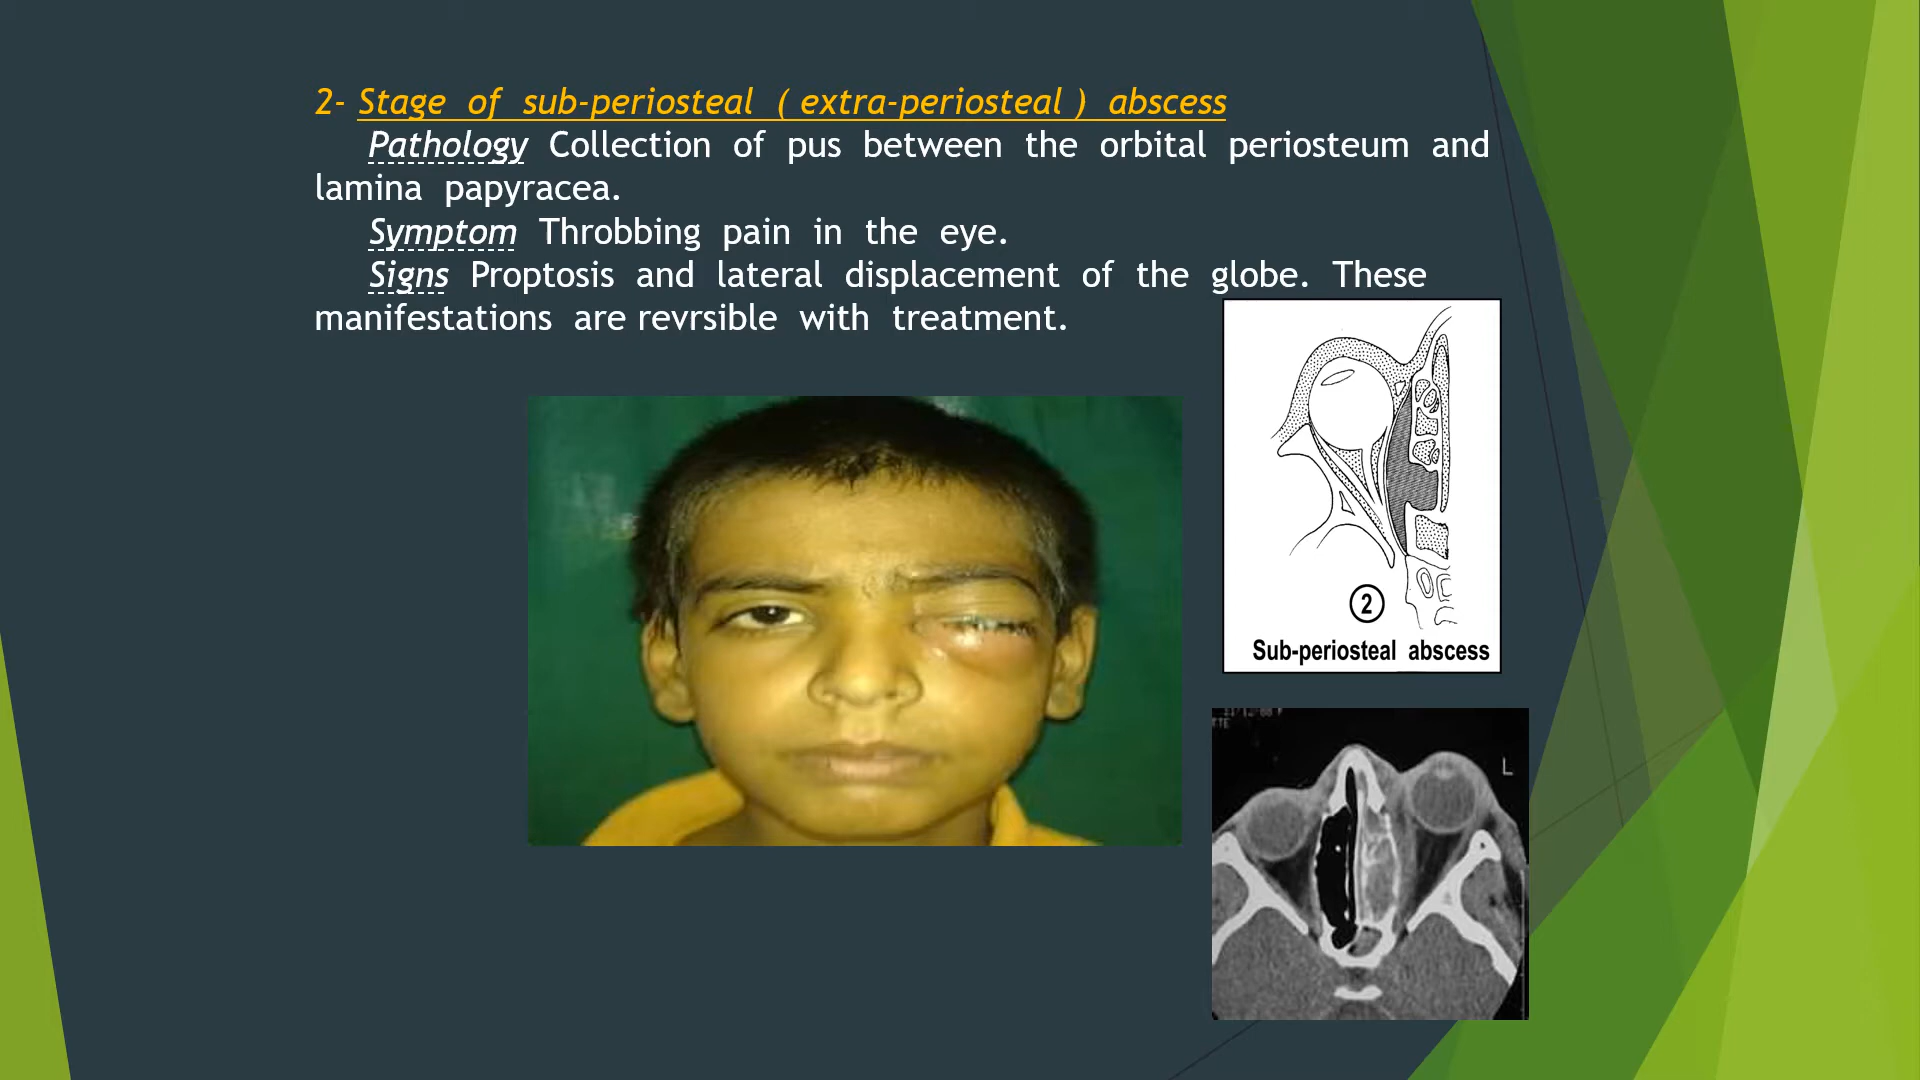 2- Stage of sub-periosteal ( extra-periosteal ) abscess
Pathology Collection of pus between the orbital periosteum and
lamina papyracea.
Symptom Throbbing pain in the eye.
Signs Proptosis and lateral displacement of the globe. These
manifestations are revrsible with treatment.
2
Sub-periosteal abscess
L